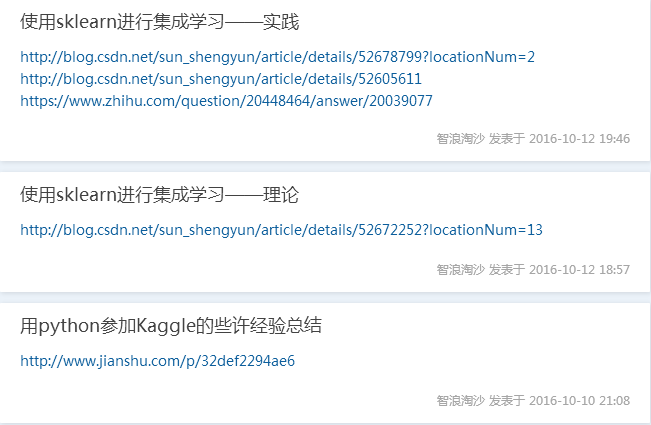 使用sklearn进行集成学习——实践
http://blog.csdn.net/sun_shengyun/article/details/52678799?locationNum=2
http://blog.csdn.net/sun_shengyun/article/details/52605611
https://www.zhihu.com/question/20448464/answer/20039077
智浪淘沙 发表于 2016-10-12 19:46
使用sklearn进行集成学习——理论
http://blog.csdn.net/sun_shengyun/article/details/52672252?locationNum=13
智浪淘沙 发表于 2016-10-12 18:57
用python参加Kaggle的些许经验总结
http://www.jianshu.com/p/32def2294ae6
智浪淘沙 发表于 2016-10-10 21:08